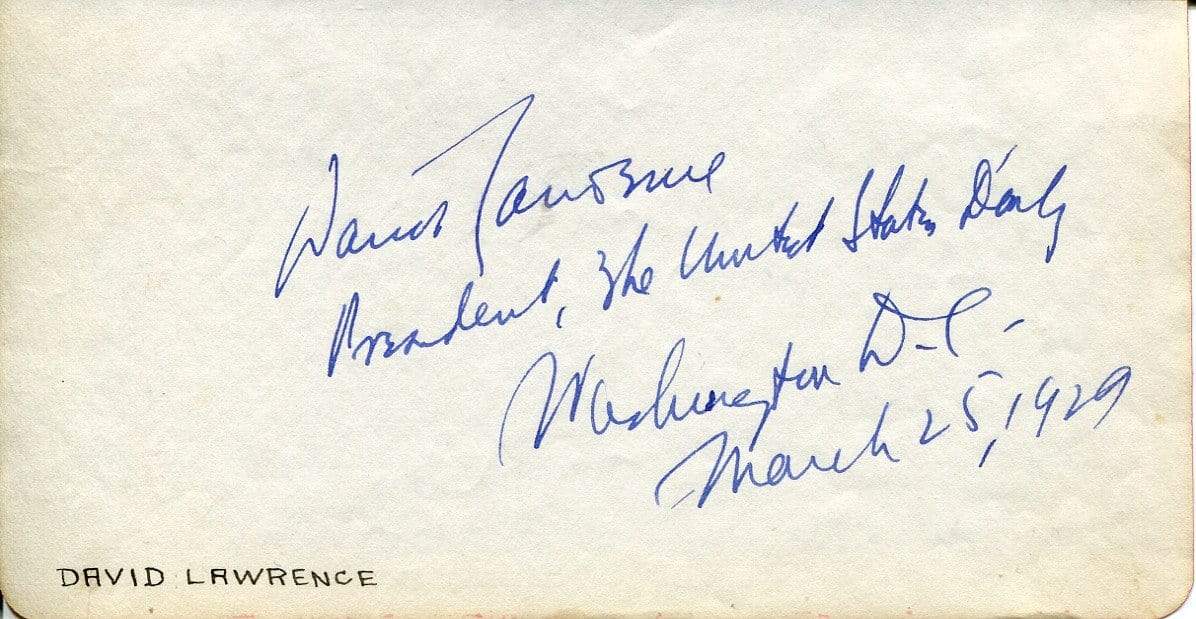 David Lawrence
President, The United States Daily
Washington D.C.
March 25, 1929
DAVID LAWRENCE